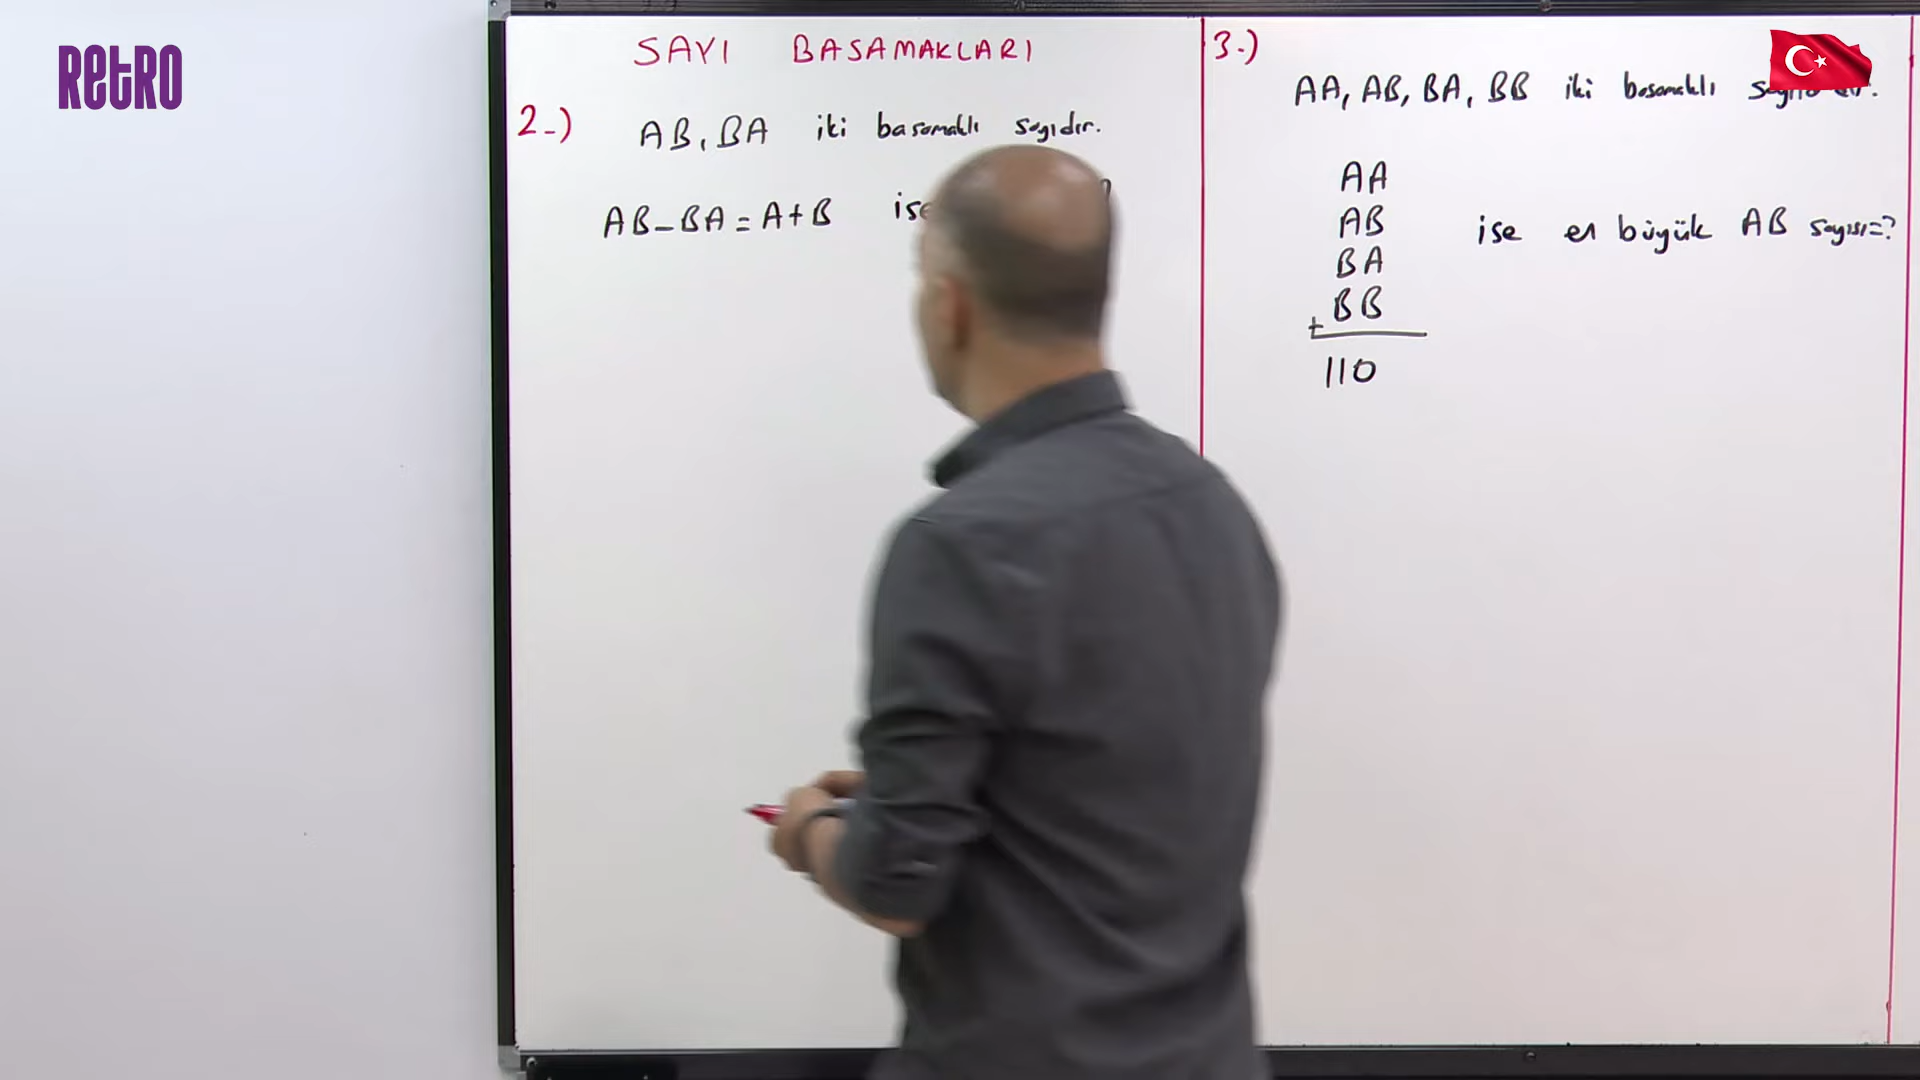 RETRO
SAYI BASAMAKLARI
2-) AB, BA iki basamaklı sayıdır.
AB-BA=A+B ise
3-)
AA, AB, BA, BB iki basamaklı
AA
AB
BA
+ BB
110
ise en büyük AB sayısı=?